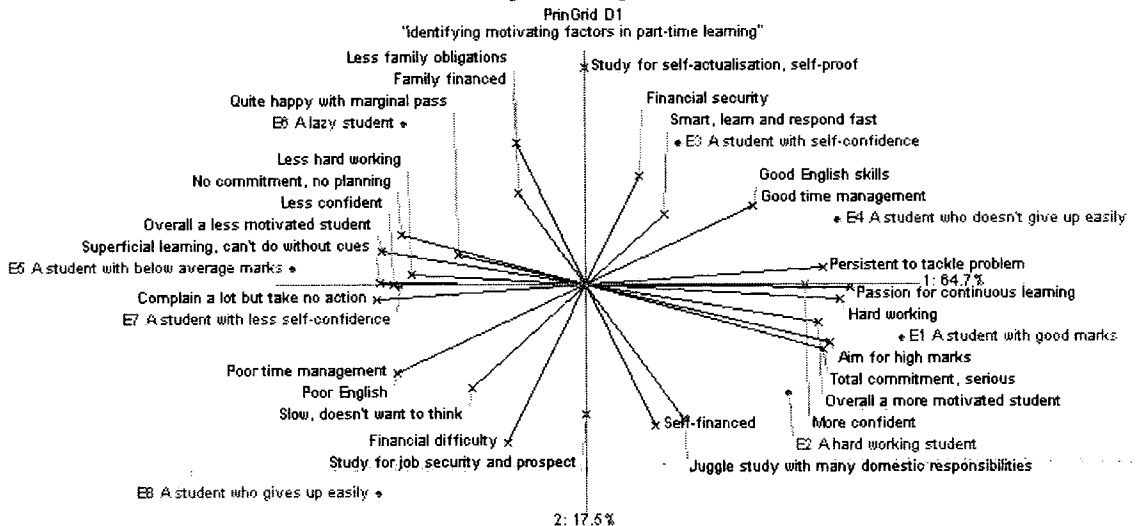 PrinGrid D1
"identifying motivating factors in part-time learning"
Less family obligations
Study for self-actualisation, self-proof
Family financed
Quite happy with marginal pass
Financial security
E6 A lazy student
Smart, learn and respond fast
E3 A student with self-confidence
Less hard working
Good English skills
No commitment, no planning
Good time management
Less confident
E4 A student who doesn't give up easily
Overall a less motivated student
Superficial learning, can't do without cues
E5 A student with below average marks
Persistent to tackle problem
1: 64.7%
Complain a lot but take no action
Passion for continuous learning
E7 A student with less self-confidence
Hard working
E1 A student with good marks
Aim for high marks
Poor time management
Total commitment, serious
Poor English
Overall a more motivated student
Slow, doesn't want to think
Self-financed
More confident
Financial difficulty
E2 A hard working student
Study for job security and prospect
Juggle study with many domestic responsibilities
E8 A student who gives up easily
2: 17.5%